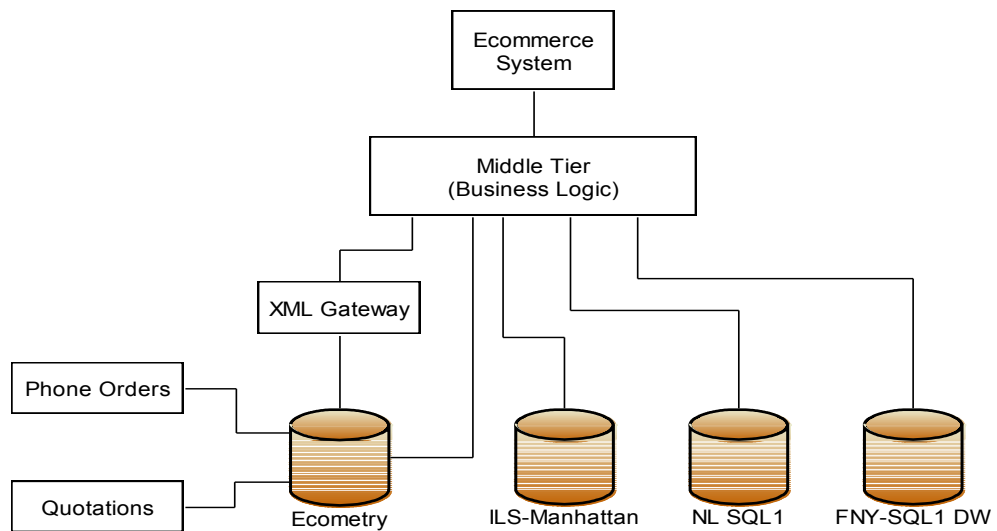 Ecommerce
System
Middle Tier
(Business Logic)
XML Gateway
Phone Orders
Quotations
Ecometry
ILS-Manhattan
NL SQL1
FNY-SQL1 DW